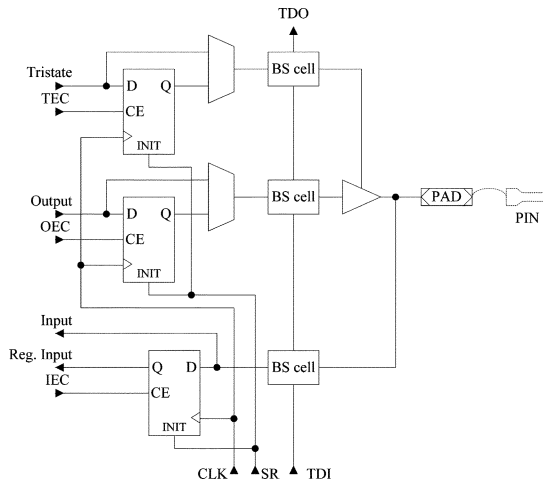 TDO
Tristate
D Q
BS cell
TEC
CE
INIT
Output
D Q
BS cell
PAD
OEC
CE
PIN
INIT
Input
Reg. Input
Q D
BS cell
IEC
CE
INIT
CLK SR TDI